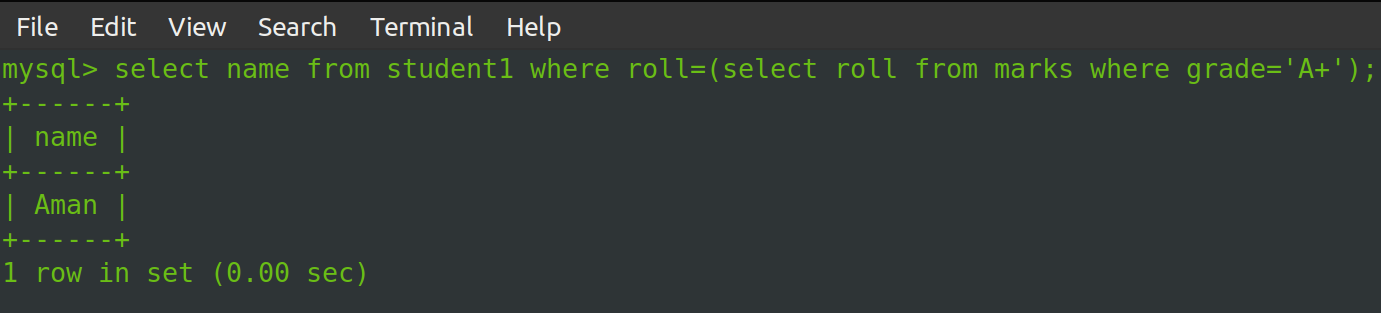 File Edit View Search Terminal Help
mysql> select name from student1 where roll=(select roll from marks where grade='A+');
+------+
| name |
+------+
| Aman |
+------+
1 row in set (0.00 sec)